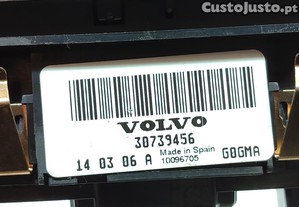 CustoJusto.pt
VOLVO
30739456
14 03 06 A Made in Spain GOGMA
10096705